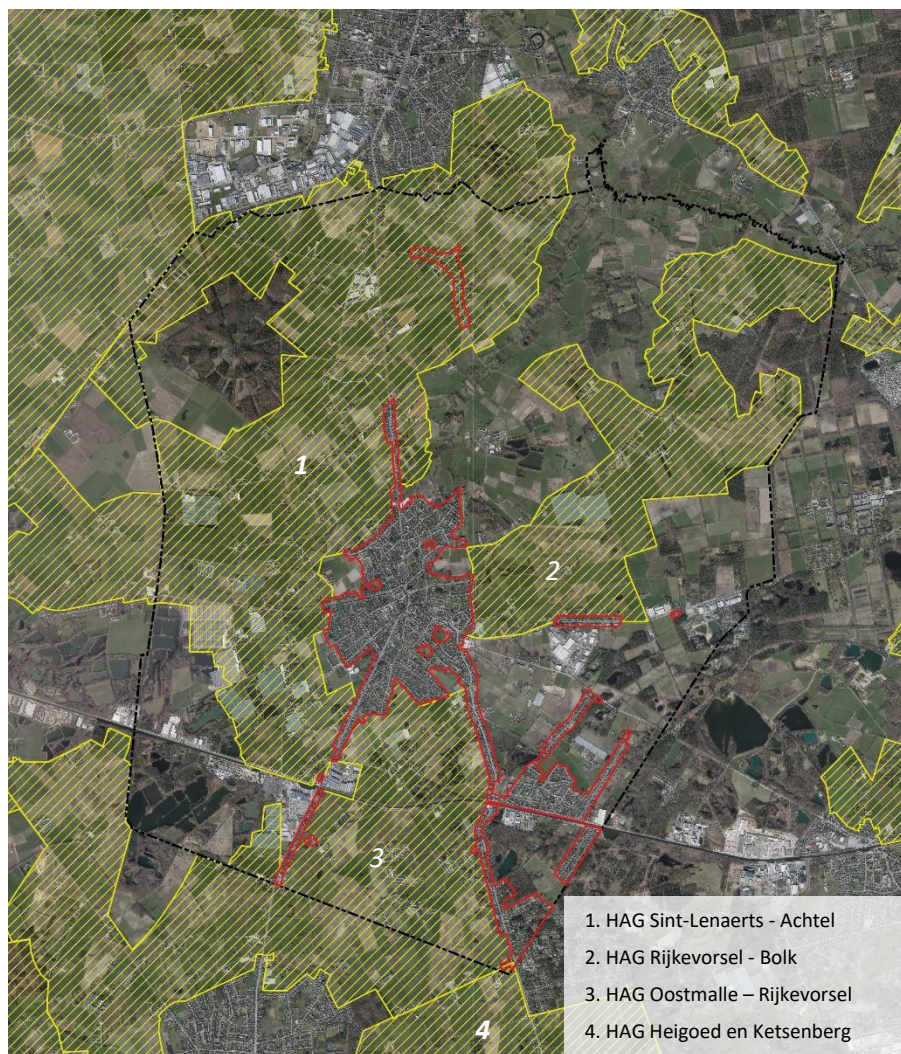 1
2
3
4
1. HAG Sint-Lenaerts - Achtel
2. HAG Rijkevorsel - Bolk
3. HAG Oostmalle – Rijkevorsel
4. HAG Heigoed en Ketsenberg